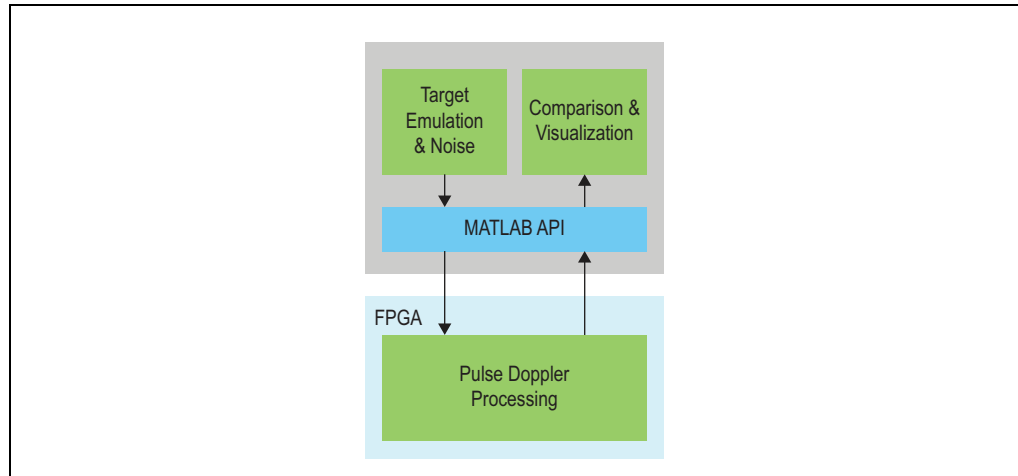 Target
Emulation
& Noise
Comparison &
Visualization
MATLAB API
FPGA
Pulse Doppler
Processing